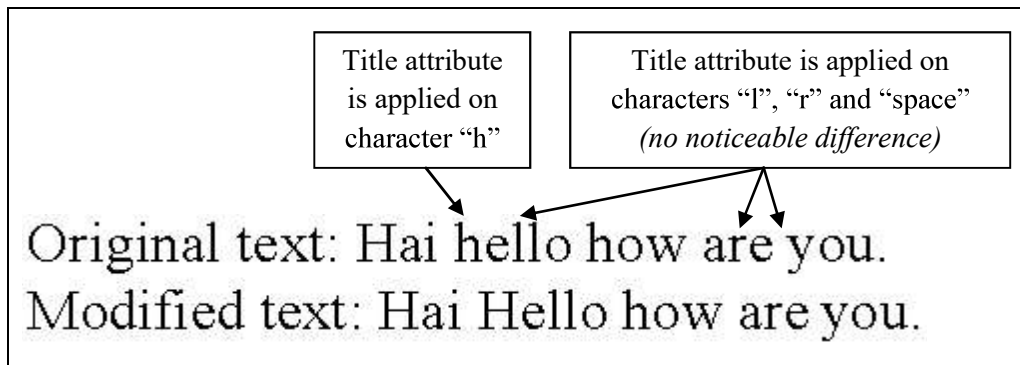 Title attribute
is applied on
character “h”
Title attribute is applied on
characters “l”, “r” and “space”
(no noticeable difference)
Original text: Hai hello how are you.
Modified text: Hai Hello how are you.